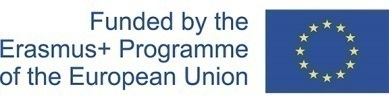 Funded by the
Erasmus+ Programme
of the European Union